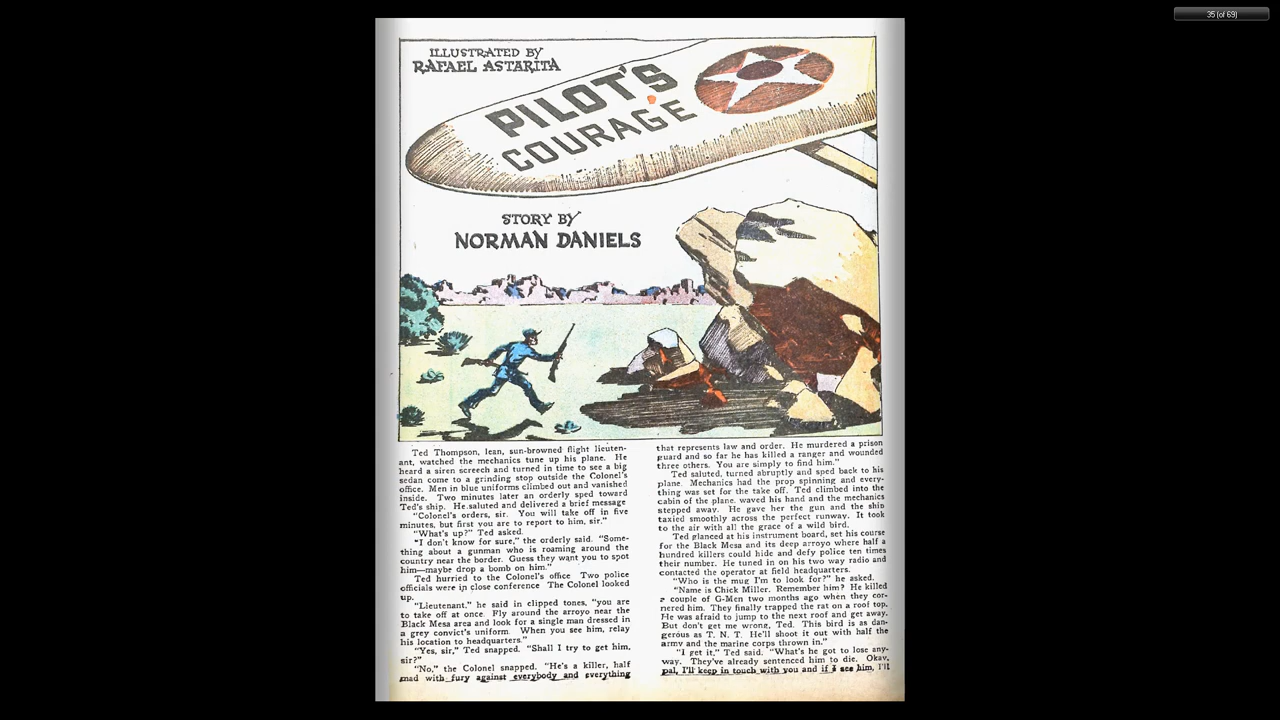 35 (of 69)
ILLUSTRATED BY
RAFAEL ASTARITA
PILOT'S
COURAGE
STORY BY
NORMAN DANIELS
Ted Thompson, lean, sun-browned flight lieuten-
ant, watched the mechanics tune up his plane. He
heard a siren screech and turned in time to see a big
sedan come to a grinding stop outside the Colonel's
office. Men in blue uniforms climbed out and vanished
inside. Two minutes later an orderly sped toward
Ted's ship. He saluted and delivered a brief message
"Colonel's orders, sir. You will take off in five
minutes, but first you are to report to him, sir."
"What's up?" Ted asked.
"I don't know for sure," the orderly said. "Some-
thing about a gunman who is roaming around the
country near the border. Guess they want you to spot
him—maybe drop a bomb on him."
Ted hurried to the Colonel's office Two police
officials were in close conference The Colonel looked
up.
"Lieutenant," he said in clipped tones, "you are
to take off at once. Fly around the arroyo near the
Black Mesa area and look for a single man dressed in
a grey convict's uniform. When you see him, relay
his location to headquarters."
"Yes, sir," Ted snapped. "Shall I try to get him,
sir?"
"No," the Colonel snapped. "He's a killer, half
mad with fury against everybody and everything
that represents law and order. He murdered a prison
guard and so far he has killed a ranger and wounded
three others. You are simply to find him."
Ted saluted, turned abruptly and sped back to his
plane. Mechanics had the prop spinning and every-
thing was set for the take off. Ted climbed into the
cabin of the plane, waved his hand and the mechanics
stepped away. He gave her the gun and the ship
taxied smoothly across the perfect runway. It took
to the air with all the grace of a wild bird.
Ted glanced at his instrument board, set his course
for the Black Mesa and its deep arroyo where half a
hundred killers could hide and defy police ten times
their number. He tuned in on his two way radio and
contacted the operator at field headquarters.
"Who is the mug I'm to look for?" he asked.
"Name is Chick Miller. Remember him? He killed
a couple of G-Men two months ago when they cor-
nered him. They finally trapped the rat on a roof top.
He was afraid to jump to the next roof and get away.
But don't get me wrong, Ted. This bird is as dan-
gerous as T. N. T. He'll shoot it out with half the
army and the marine corps thrown in."
"I get it," Ted said. "What's he got to lose any-
way. They've already sentenced him to die. Okay,
pal, I'll keep in touch with you and if I see him, I'll